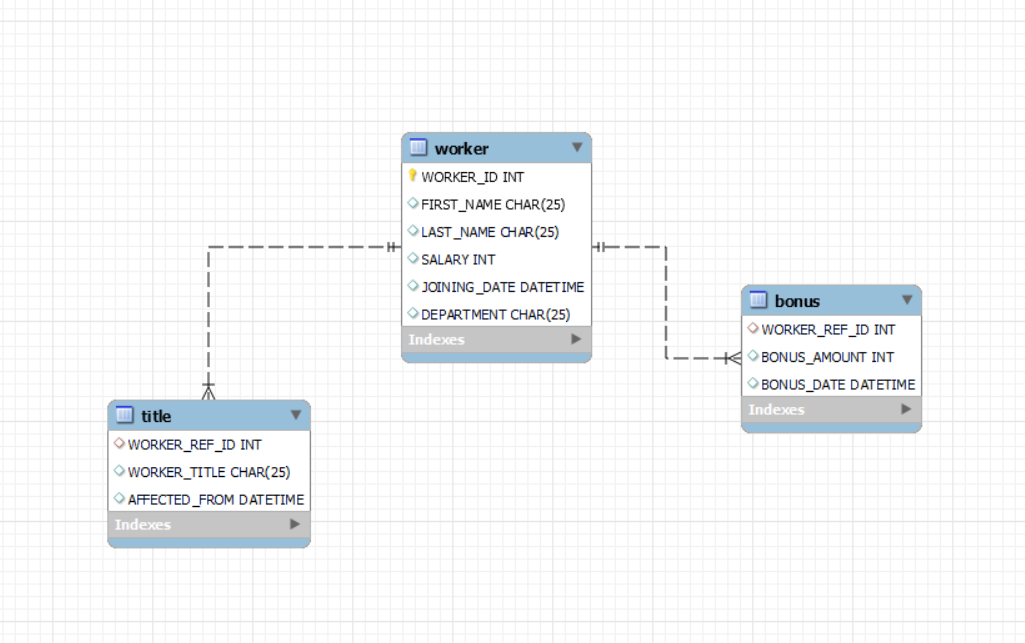 worker
WORKER_ID INT
FIRST_NAME CHAR(25)
LAST_NAME CHAR(25)
SALARY INT
JOINING_DATE DATETIME
DEPARTMENT CHAR(25)
Indexes
bonus
WORKER_REF_ID INT
BONUS_AMOUNT INT
BONUS_DATE DATETIME
Indexes
title
WORKER_REF_ID INT
WORKER_TITLE CHAR(25)
AFFECTED_FROM DATETIME
Indexes